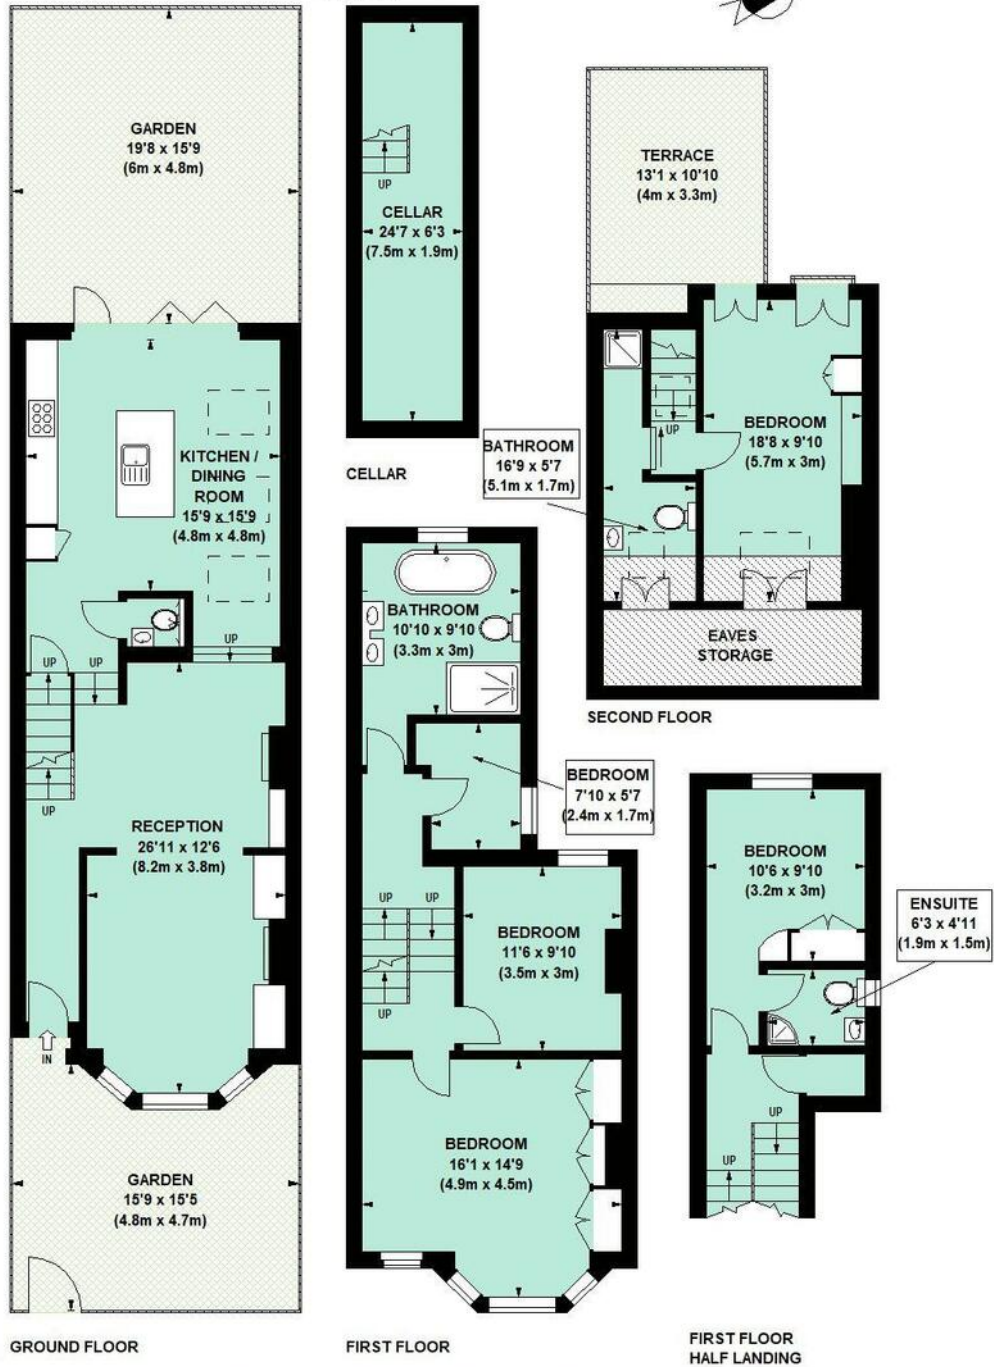 GARDEN
19'8 x 15'9
(6m x 4.8m)
KITCHEN /
DINING
ROOM
15'9 x 15'9
(4.8m x 4.8m)
UP
UP
UP
UP
RECEPTION
26'11 x 12'6
(8.2m x 3.8m)
IN
GARDEN
15'9 x 15'5
(4.8m x 4.7m)
GROUND FLOOR
UP
CELLAR
24'7 x 6'3
(7.5m x 1.9m)
CELLAR
TERRACE
13'1 x 10'10
(4m x 3.3m)
BATHROOM
16'9 x 5'7
(5.1m x 1.7m)
UP
BEDROOM
18'8 x 9'10
(5.7m x 3m)
EAVES
STORAGE
SECOND FLOOR
BATHROOM
10'10 x 9'10
(3.3m x 3m)
BEDROOM
7'10 x 5'7
(2.4m x 1.7m)
UP
UP
UP
BEDROOM
11'6 x 9'10
(3.5m x 3m)
BEDROOM
16'1 x 14'9
(4.9m x 4.5m)
FIRST FLOOR
BEDROOM
10'6 x 9'10
(3.2m x 3m)
ENSUITE
6'3 x 4'11
(1.9m x 1.5m)
UP
UP
FIRST FLOOR
HALF LANDING